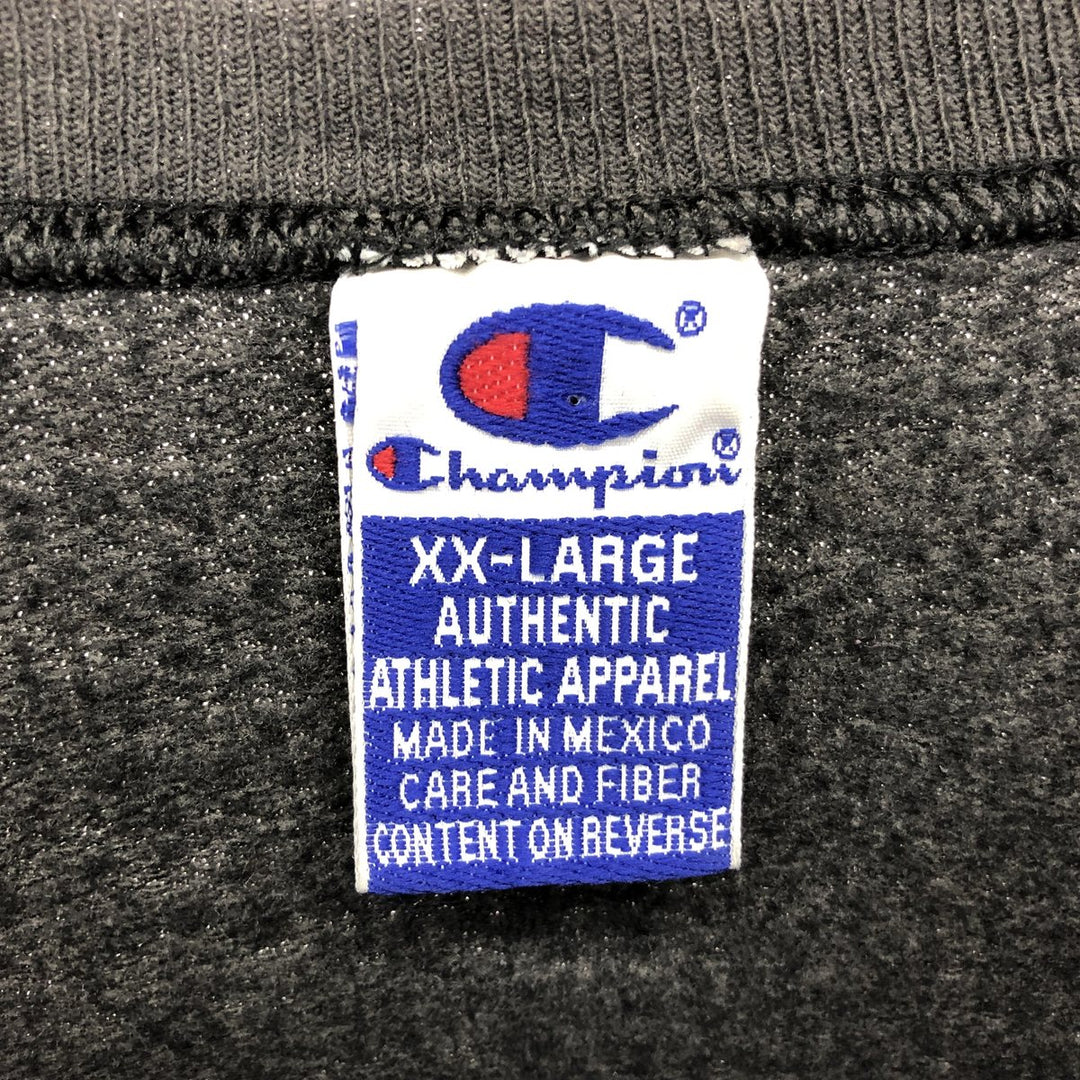 ®
Champion®
XX-LARGE
AUTHENTIC
ATHLETIC APPAREL
MADE IN MEXICO
CARE AND FIBER
CONTENT ON REVERSE